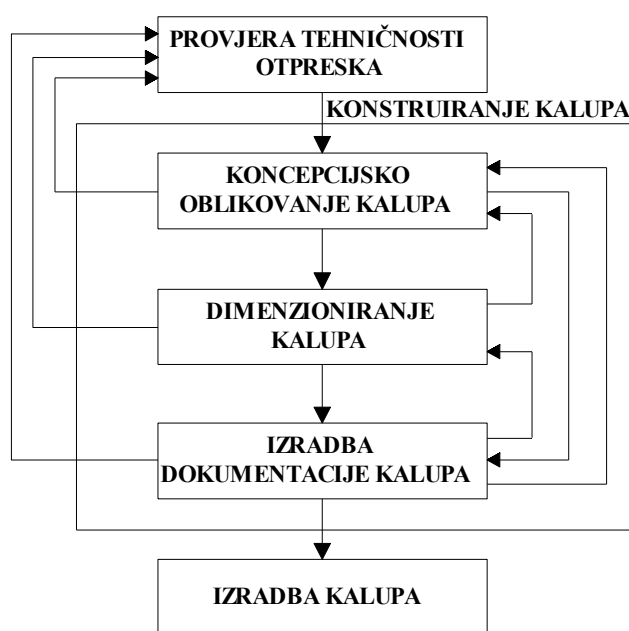 PROVJERA TEHNIČNOSTI
OTPRESKA
KONSTRUIRANJE KALUPA
KONCEPCIJSKO
OBLIKOVANJE KALUPA
DIMENZIONIRANJE
KALUPA
IZRADBA
DOKUMENTACIJE KALUPA
IZRADBA KALUPA